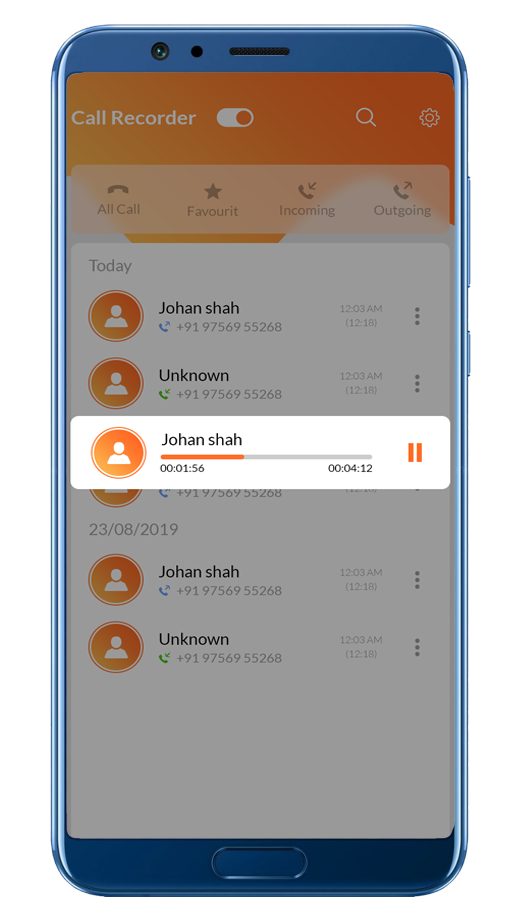 Call Recorder
All Call Favourit Incoming Outgoing
Today
Johan shah 12:03 AM
+91 97569 55268 (12:18)
Unknown 12:03 AM
+91 97569 55268 (12:18)
Johan shah
00:01:56 00:04:12
+91 97569 55268 (12:18)
23/08/2019
Johan shah 12:03 AM
+91 97569 55268 (12:18)
Unknown 12:03 AM
+91 97569 55268 (12:18)